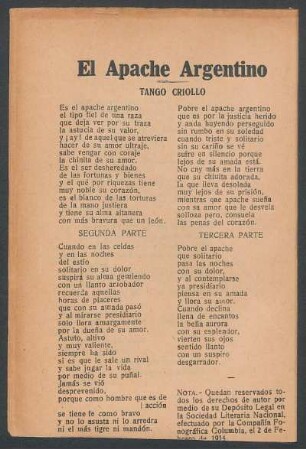 El Apache Argentino
TANGO CRIOLLO
Es el apache argentino
el tipo fiel de una raza
que deja ver por su traza
la astucia de su valor,
y ¡ay! de aquel que se atreviera
hacer de su amor ultraje,
sabe vengar con coraje
la chinita de su amor.
Es el ser desheredado
de las fortunas y bienes
y el que por riquezas tiene
muy noble su corazón,
es el blanco de las torturas
de la mano justiera
y tiene su alma altanera
con más bravura que un león.
SEGUNDA PARTE
Cuando en las celdas
y en las noches
del estío
solitario en su dolor
suspira su alma gimiendo
con un llanto arrobador
recuerda aquellas
horas de placeres
que con su amada pasó
y al mirarse presidiario
solo llora amargamente
por la dueña de su amor.
Astuto, altivo
y muy valiente,
siempre ha sido
si es que le sale un rival
y sabe jogar la vida
por medio de su puñal.
Jamás se vió
desprevenido,
porque como hombre que es de
acción
se tiene fe como bravo
y no lo asusta ni lo arredra
ni el más tigre ni mandón.
Pobre el apache argentino
que es por la justicia herido
y anda huyendo perseguido
sin rumbo en su soledad
cuando triste y solitario
sin su cariño se vé
sufre en silencio porque
lejos de su amada está.
No cay más en la tierra
que su chinita adorada,
la que lleva desolada
muy lejos de su prisión,
mientras que apache sueña
con su amor que le desvela
solloza pero, consuela
las penas del corazón.
TERCERA PARTE
Pobre el apache
que solitario
pasa las noches
con su dolor,
y al contemplarse
ya presidiario
piensa en su amada
y llora su amor.
Cuando declina
llena de encantos
la bella aurora
con su esplendor,
vierten sus ojos
sentido llanto
con un suspiro
desgarrador.
NOTA.- Quedan reservados to-
dos los derechos de autor por
medio de su Depósito Legal en
la Sociedad Literaria Nacional,
efectuado por la Compañia Fo-
nográfica Columbia, el 2 de Fe-
brero de 1914.